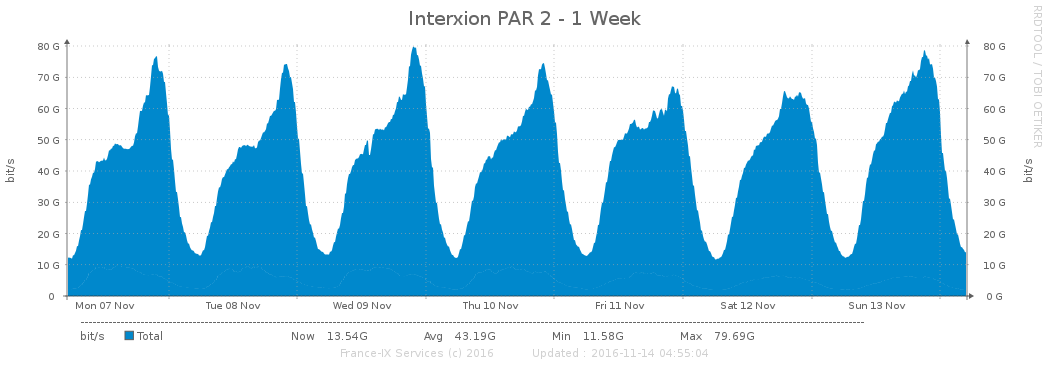 Interxion PAR 2 - 1 Week
RRDTOOL / TOBI OETIKER
bit/s
80 G
70 G
60 G
50 G
40 G
30 G
20 G
10 G
0
80 G
70 G
60 G
50 G
40 G
30 G
20 G
10 G
0 G
bit/s
Mon 07 Nov Tue 08 Nov Wed 09 Nov Thu 10 Nov Fri 11 Nov Sat 12 Nov Sun 13 Nov
bit/s Total Now 13.54G Avg 43.19G Min 11.58G Max 79.69G
France-IX Services (c) 2016 Updated : 2016-11-14 04:55:04